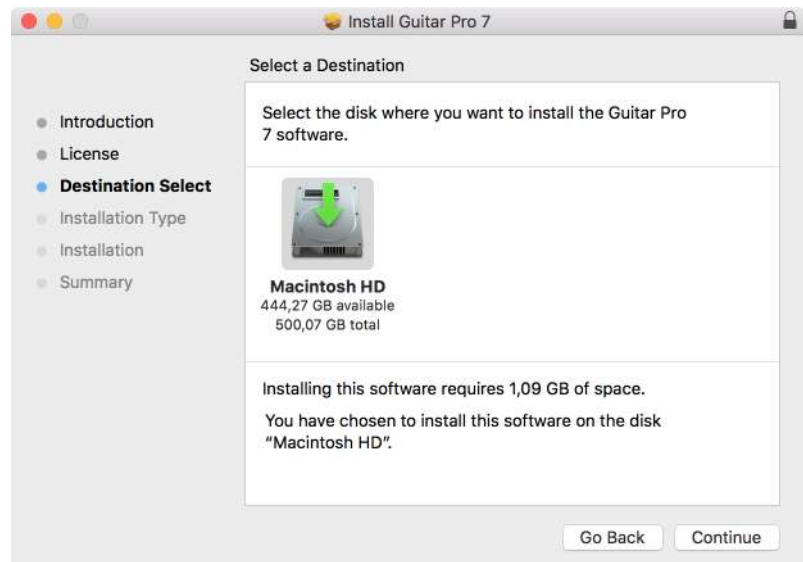 Install Guitar Pro 7
Select a Destination
Introduction
License
Destination Select
Installation Type
Installation
Summary
Select the disk where you want to install the Guitar Pro
7 software.
Macintosh HD
444,27 GB available
500,07 GB total
Installing this software requires 1,09 GB of space.
You have chosen to install this software on the disk
“Macintosh HD”.
Go Back
Continue